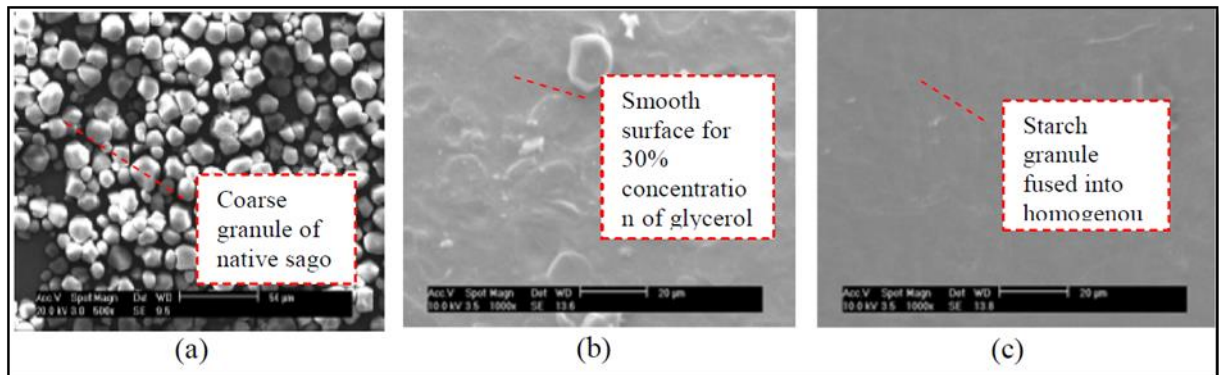 Coarse
granule of
native sago
Acc.V Spot Magn Det WD
20.0 kV 3.0 500x SE 9.5
(a)
Smooth
surface for
30%
concentratio
n of glycerol
Acc.V Spot Magn Det WD 20 µm
10.0 kV 3.5 1000x SE 13.6
(b)
Starch
granule
fused into
homogenou
Acc.V Spot Magn Det WD 20 µm
10.0 kV 3.5 1000x SE 13.8
(c)